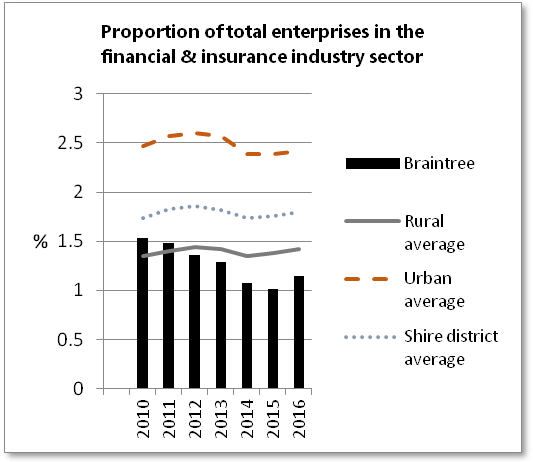 Proportion of total enterprises in the
financial & insurance industry sector
3
2.5
2
1.5
1
0.5
0
%
2010
2011
2012
2013
2014
2015
2016
Braintree
Rural
average
Urban
average
Shire district
average